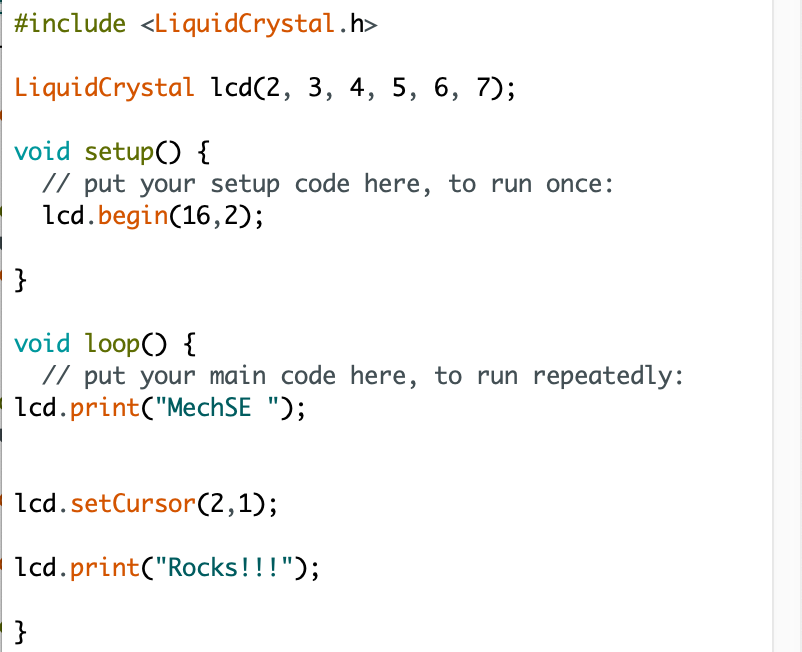 #include <LiquidCrystal.h>
LiquidCrystal lcd(2, 3, 4, 5, 6, 7);
void setup() {
  // put your setup code here, to run once:
  lcd.begin(16,2);
}
void loop() {
  // put your main code here, to run repeatedly:
lcd.print("MechSE ");
lcd.setCursor(2,1);
lcd.print("Rocks!!!");
}